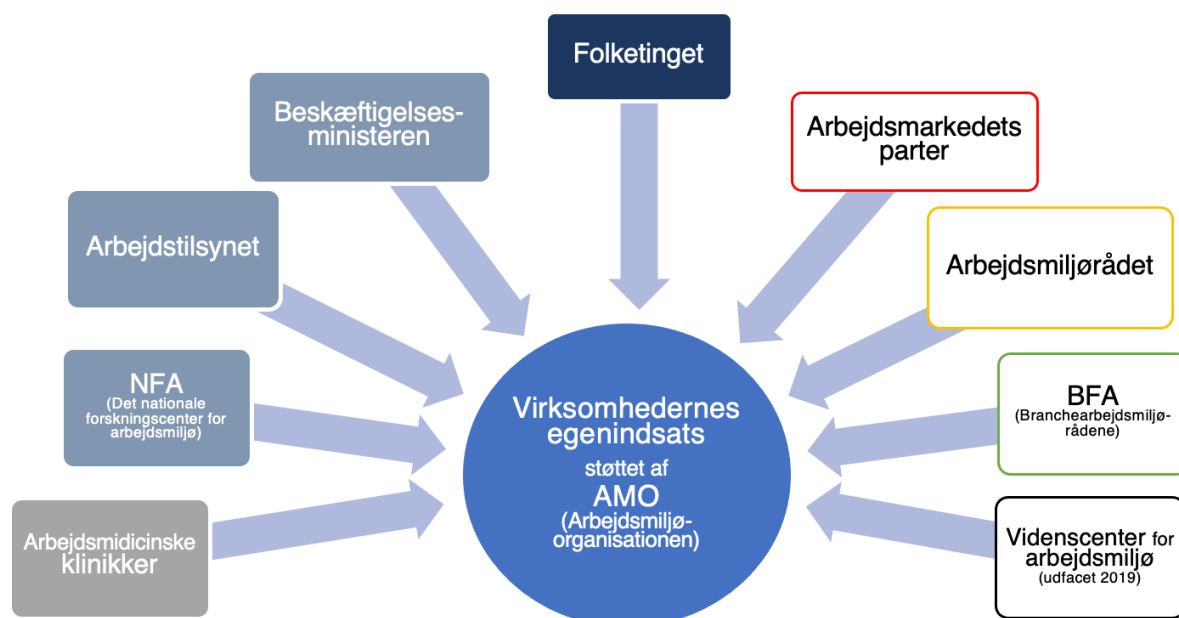 Folketinget
Beskæftigelses-
ministeren
Arbejdsmarkedets
parter
Arbejdstilsynet
Arbejdsmiljørådet
NFA
(Det nationale
forskningscenter for
arbejdsmiljø)
BFA
(Branchearbejdsmiljø-
rådene)
Arbejdsmidicinske
klinikker
Videnscenter for
arbejdsmiljø
(udfacet 2019)
Virksomhedernes
egenindsats
støttet af
AMO
(Arbejdsmiljø-
organisationen)